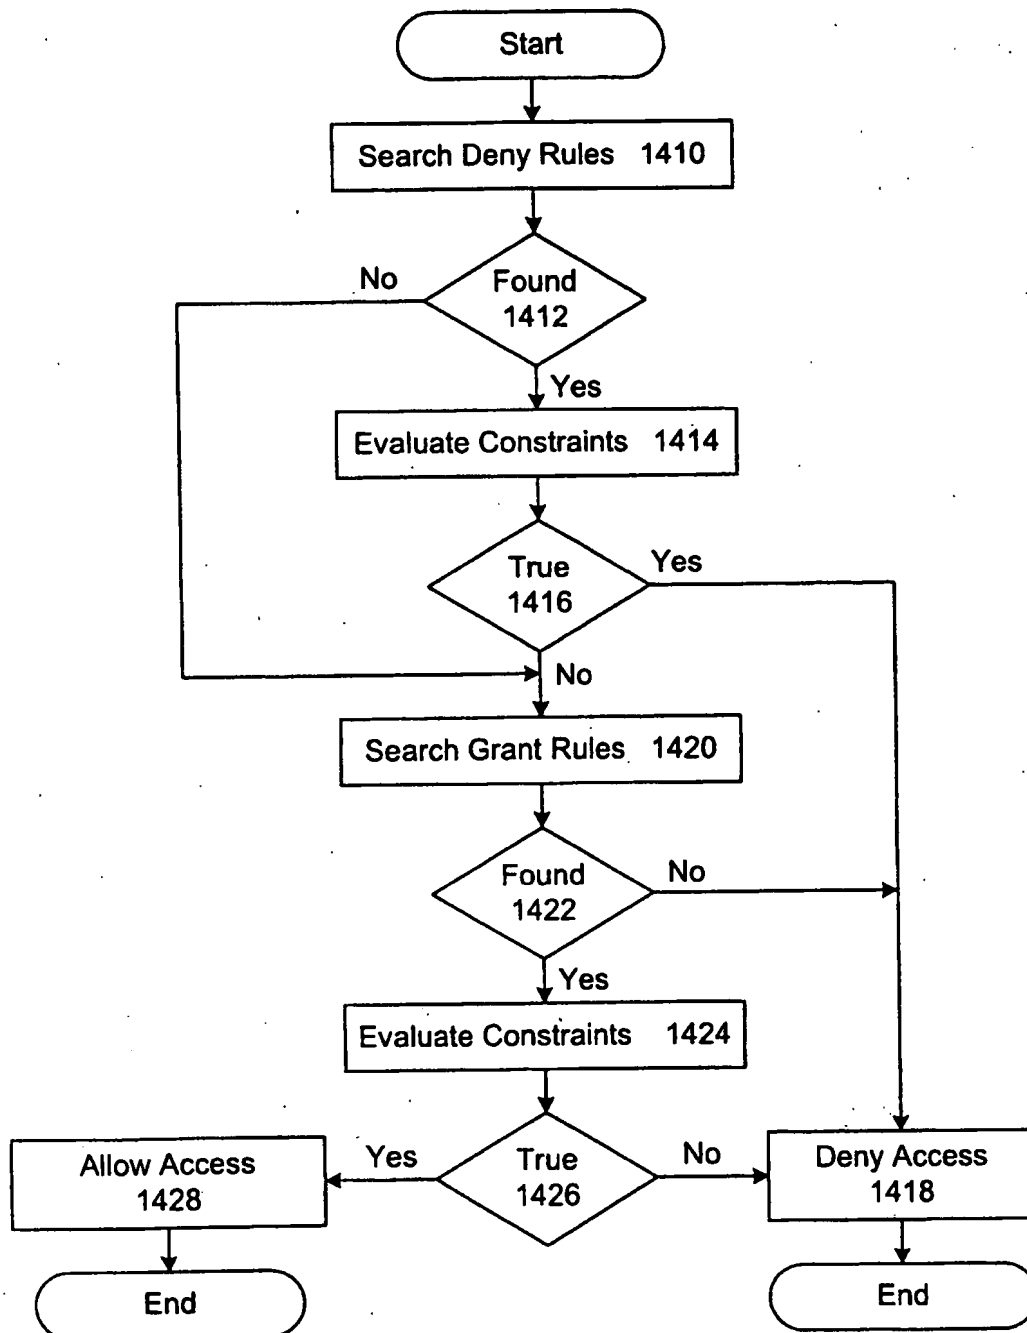 Start
Search Deny Rules 1410
No
Found
1412
Yes
Evaluate Constraints 1414
True
1416
Yes
No
Search Grant Rules 1420
Found
1422
No
Yes
Evaluate Constraints 1424
Allow Access
1428
Yes
True
1426
No
Deny Access
1418
End
End